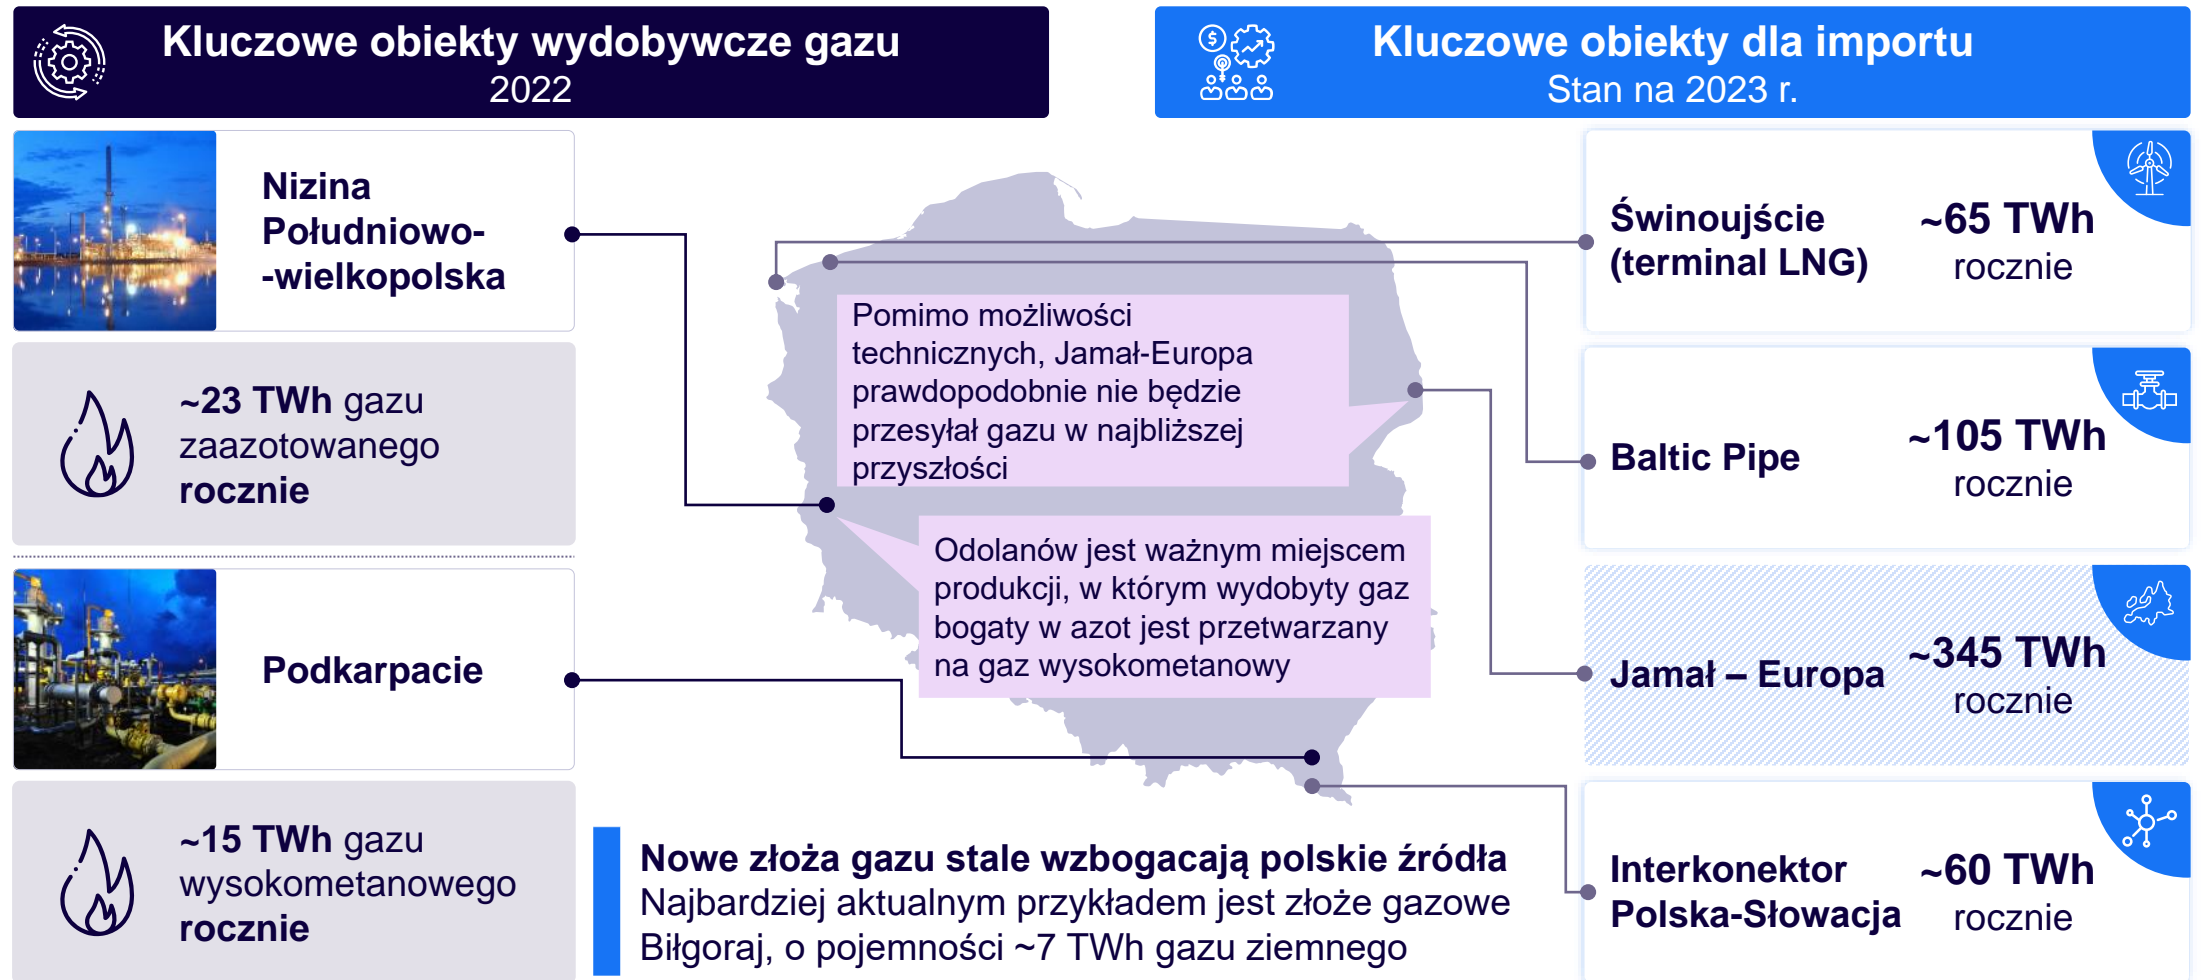 Kluczowe obiekty wydobywcze gazu
2022
Nizina
Południowo-
-wielkopolska
~23 TWh gazu
zaazotowanego
rocznie
Podkarpacie
~15 TWh gazu
wysokometanowego
rocznie
Pomimo możliwości
technicznych, Jamał-Europa
prawdopodobnie nie będzie
przesyłał gazu w najbliższej
przyszłości
Odolanów jest ważnym miejscem
produkcji, w którym wydobyty gaz
bogaty w azot jest przetwarzany
na gaz wysokometanowy
Nowe złoża gazu stale wzbogacają polskie źródła
Najbardziej aktualnym przykładem jest złoże gazowe
Biłgoraj, o pojemności ~7 TWh gazu ziemnego
Kluczowe obiekty dla importu
Stan na 2023 r.
Świnoujście
(terminal LNG)
~65 TWh
rocznie
Baltic Pipe
~105 TWh
rocznie
Jamał – Europa
~345 TWh
rocznie
Interkonektor
Polska-Słowacja
~60 TWh
rocznie